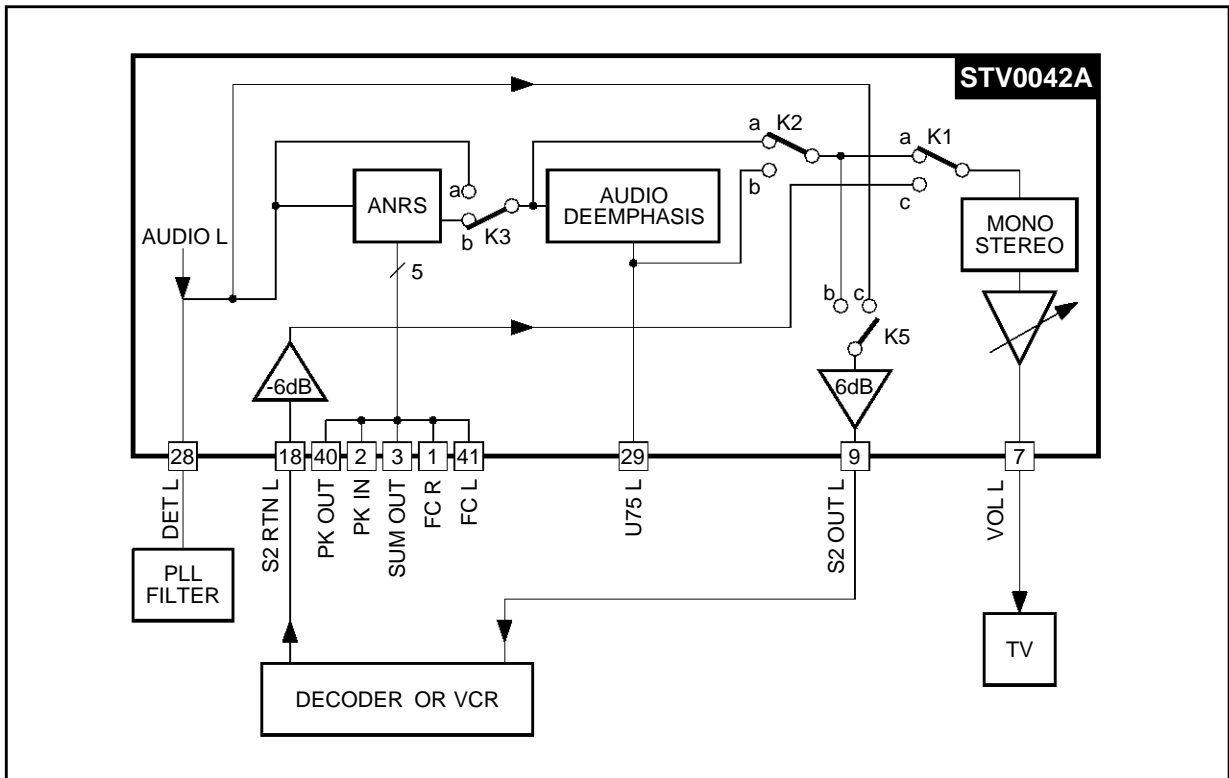 STV0042A
a K2
a K1
b
c
a
ANRS
b K3
AUDIO
DEEMPHASIS
MONO
STEREO
AUDIO L
5
b c
K5
-6dB
6dB
28
18
40
2
3
1
41
29
9
7
DET L
S2 RTN L
PK OUT
PK IN
SUM OUT
FC R
FC L
U75 L
S2 OUT L
VOL L
PLL
FILTER
TV
DECODER OR VCR